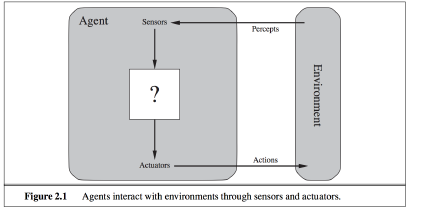 Agent
Sensors
Percepts
?
Environment
Actuators
Actions
Figure 2.1 Agents interact with environments through sensors and actuators.